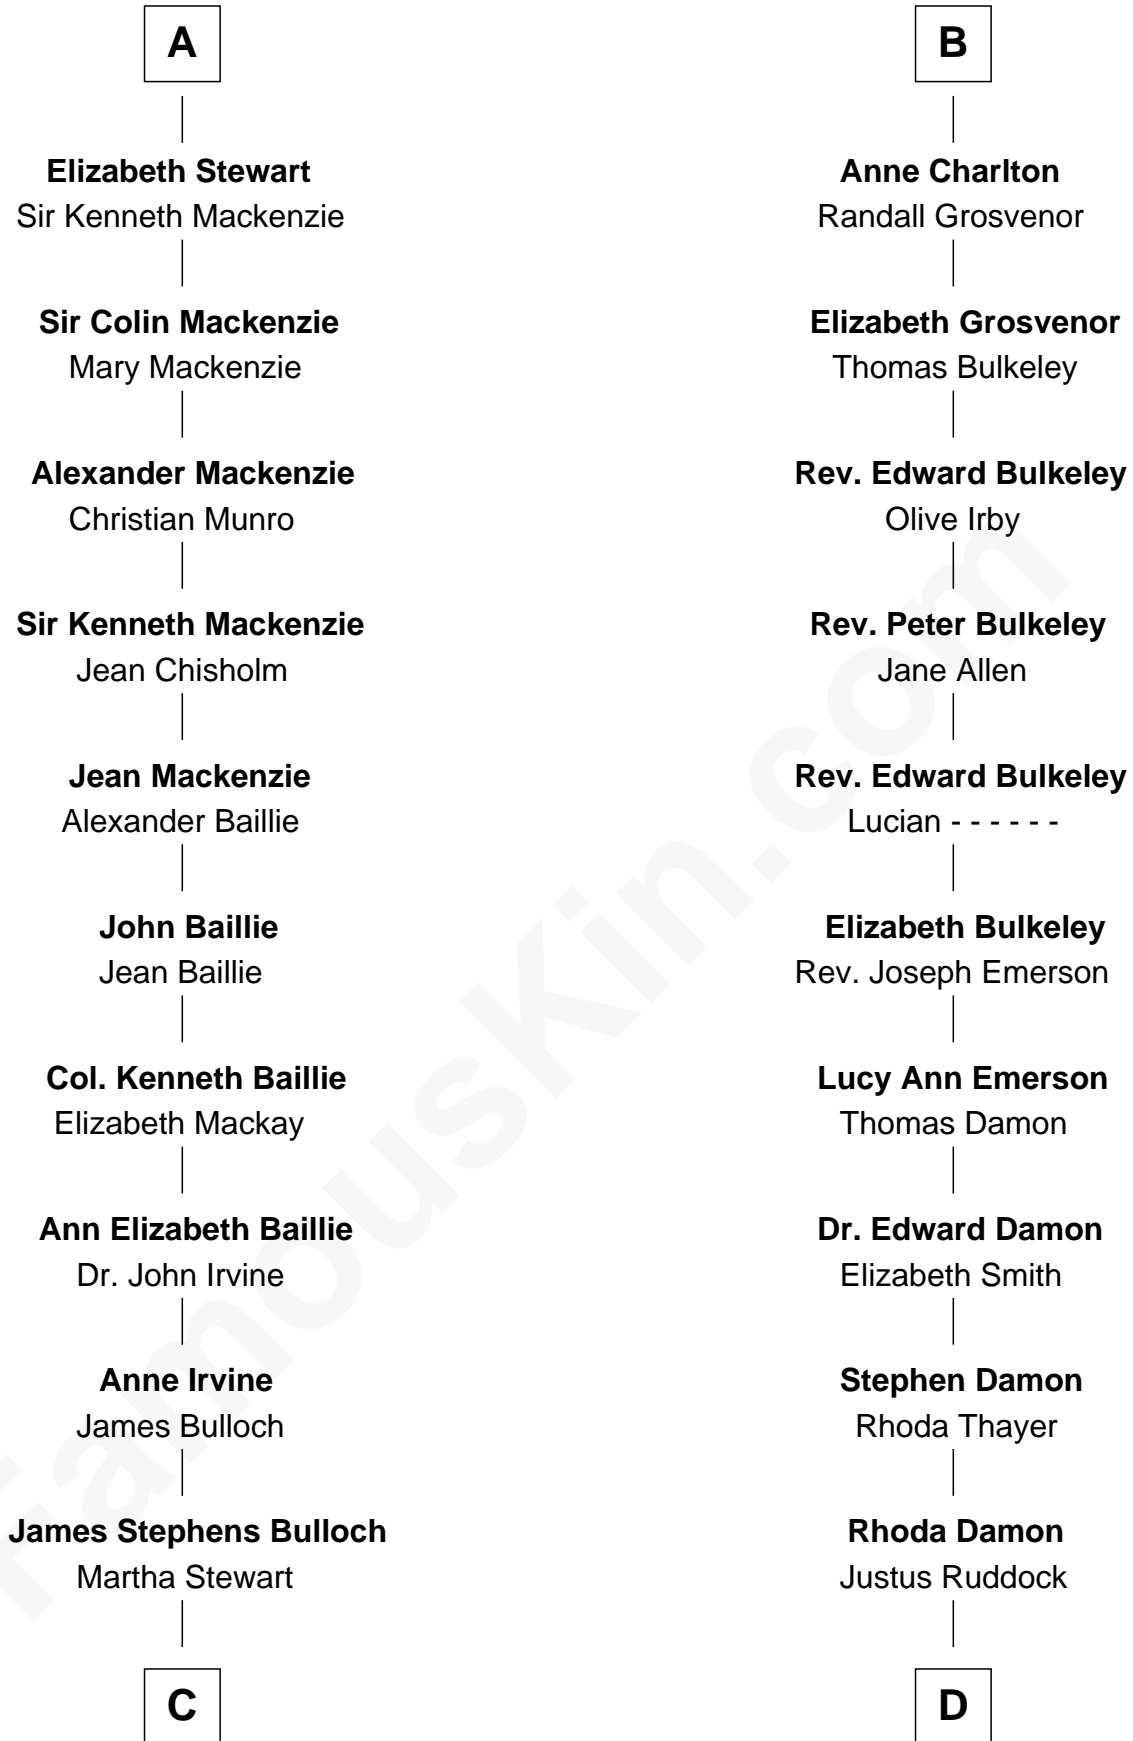 A
Elizabeth Stewart
Sir Kenneth Mackenzie
Sir Colin Mackenzie
Mary Mackenzie
Alexander Mackenzie
Christian Munro
Sir Kenneth Mackenzie
Jean Chisholm
Jean Mackenzie
Alexander Baillie
John Baillie
Jean Baillie
Col. Kenneth Baillie
Elizabeth Mackay
Ann Elizabeth Baillie
Dr. John Irvine
Anne Irvine
James Bulloch
James Stephens Bulloch
Martha Stewart
C
B
Anne Charlton
Randall Grosvenor
Elizabeth Grosvenor
Thomas Bulkeley
Rev. Edward Bulkeley
Olive Irby
Rev. Peter Bulkeley
Jane Allen
Rev. Edward Bulkeley
Lucian - - - - - -
Elizabeth Bulkeley
Rev. Joseph Emerson
Lucy Ann Emerson
Thomas Damon
Dr. Edward Damon
Elizabeth Smith
Stephen Damon
Rhoda Thayer
Rhoda Damon
Justus Ruddock
D
FamousKin.com